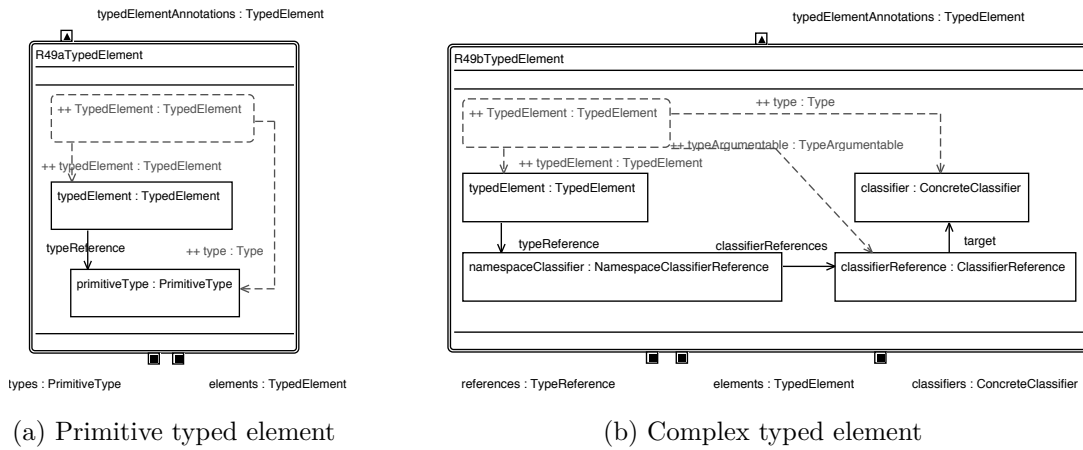 typedElementAnnotations : TypedElement
R49aTypedElement
++ TypedElement : TypedElement
++ typedElement : TypedElement
typedElement : TypedElement
typeReference
++ type : Type
primitiveType : PrimitiveType
types : PrimitiveType
elements : TypedElement
(a) Primitive typed element
typedElementAnnotations : TypedElement
R49bTypedElement
++ type : Type
++ TypedElement : TypedElement
++ typeArgumentable : TypeArgumentable
++ typedElement : TypedElement
typedElement : TypedElement
classifier : ConcreteClassifier
typeReference
classifierReferences
target
namespaceClassifier : NamespaceClassifierReference
classifierReference : ClassifierReference
references : TypeReference
elements : TypedElement
classifiers : ConcreteClassifier
(b) Complex typed element